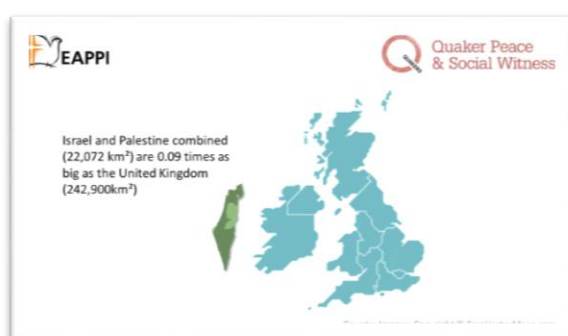 EAPPI
Quaker Peace
& Social Witness
Israel and Palestine combined
(22,072 km²) are 0.09 times as
big as the United Kingdom
(242,900km²)